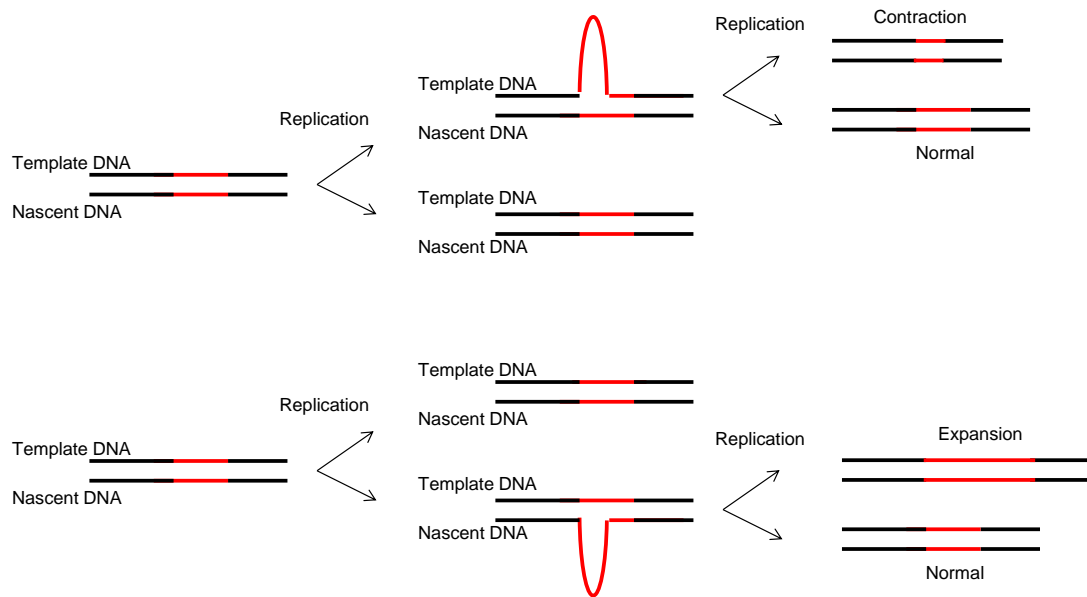 Replication
Contraction
Template DNA
Replication
Nascent DNA
Normal
Template DNA
Nascent DNA
Template DNA
Nascent DNA
Template DNA
Replication
Nascent DNA
Replication
Expansion
Template DNA
Nascent DNA
Template DNA
Nascent DNA
Normal